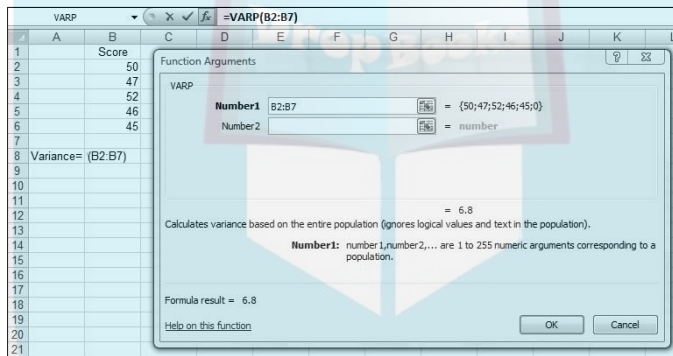 VARP =VARP(B2:B7)
A B C D E F G H I J K L
1 Score
2 50
3 47
4 52
5 46
6 45
7
8 Variance= (B2:B7)
9
10
11
12
13
14
15
16
17
18
19
20
21
Function Arguments
VARP
Number1 B2:B7 = {50;47;52;46;45;0}
Number2 = number
= 6.8
Calculates variance based on the entire population (ignores logical values and text in the population).
Number1: number1,number2,... are 1 to 255 numeric arguments corresponding to a
population.
Formula result = 6.8
Help on this function OK Cancel